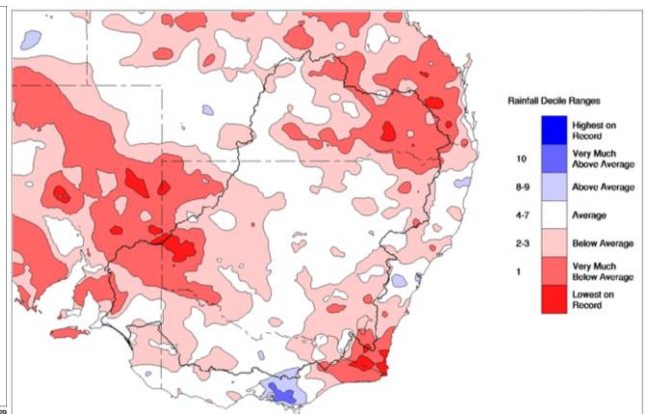 Rainfall Decile Ranges
Highest on
Record
10
Very Much
Above Average
8-9
Above Average
4-7
Average
2-3
Below Average
1
Very Much
Below Average
Lowest on
Record
20